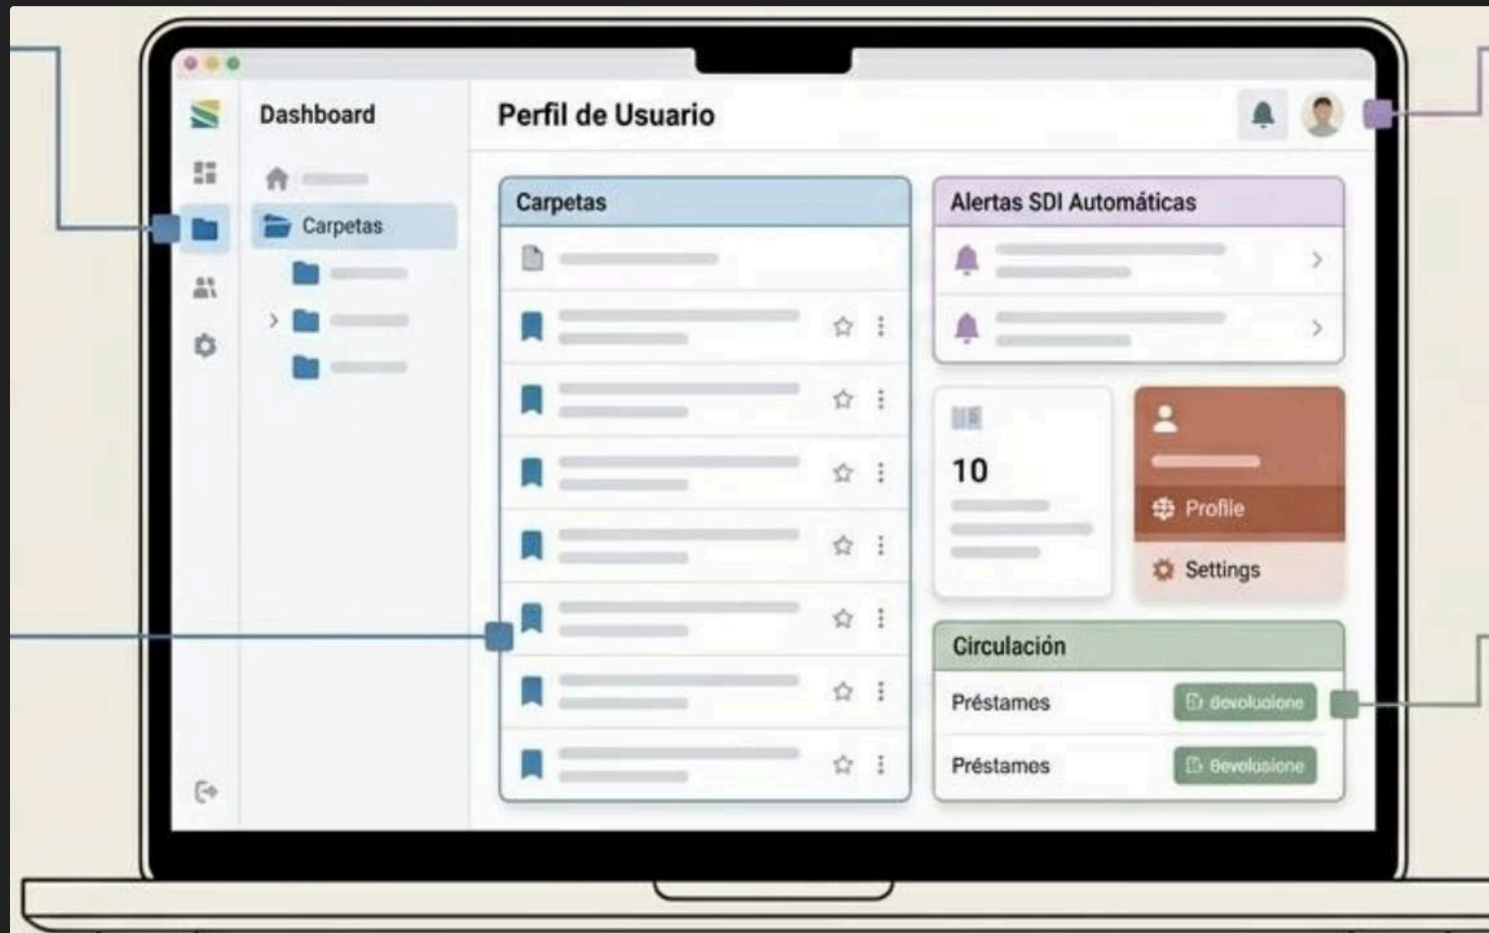 Dashboard
Perfil de Usuario
Carpetas
Carpetas
Alertas SDI Automáticas
10
Profile
Settings
Circulación
Préstamos
Préstamos